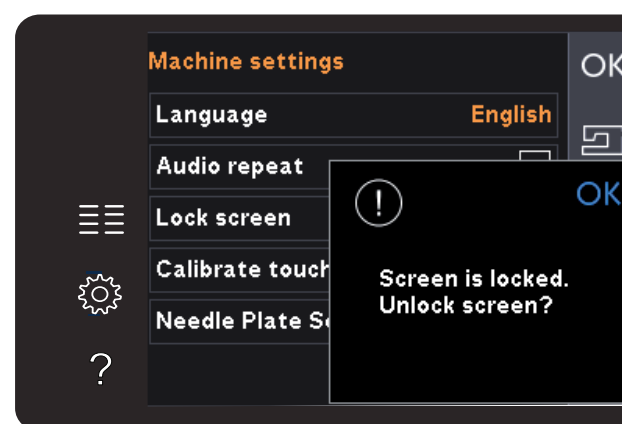 Machine settings
OK
Language English
Audio repeat
Lock screen
Calibrate touch
Needle Plate
OK
Screen is locked.
Unlock screen?
?